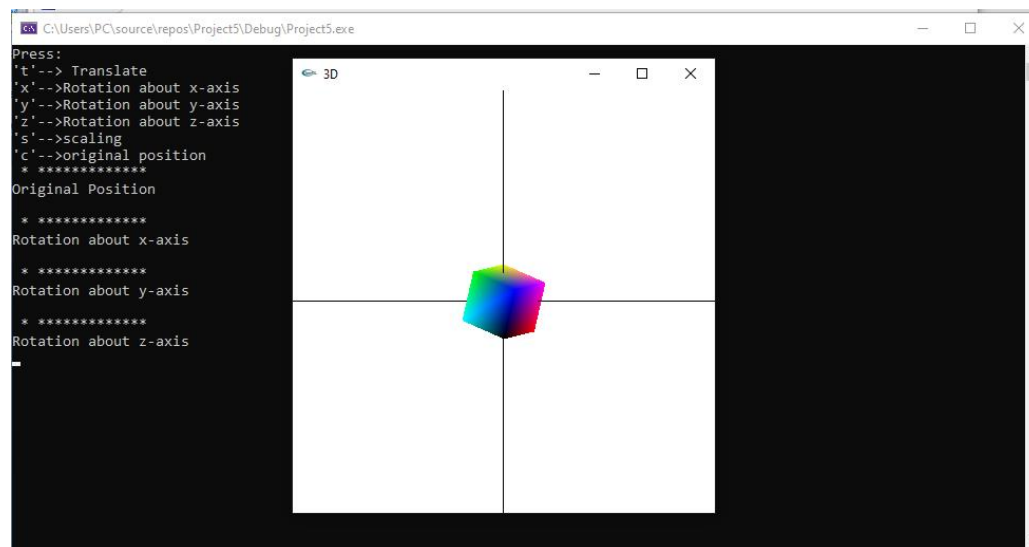 C:\Users\PC\source\repos\Project5\Debug\Project5.exe
Press:
't'--> Translate
'x'-->Rotation about x-axis
'y'-->Rotation about y-axis
'z'-->Rotation about z-axis
's'-->scaling
'c'-->original position
* *************
Original Position
* *************
Rotation about x-axis
* *************
Rotation about y-axis
* *************
Rotation about z-axis
3D